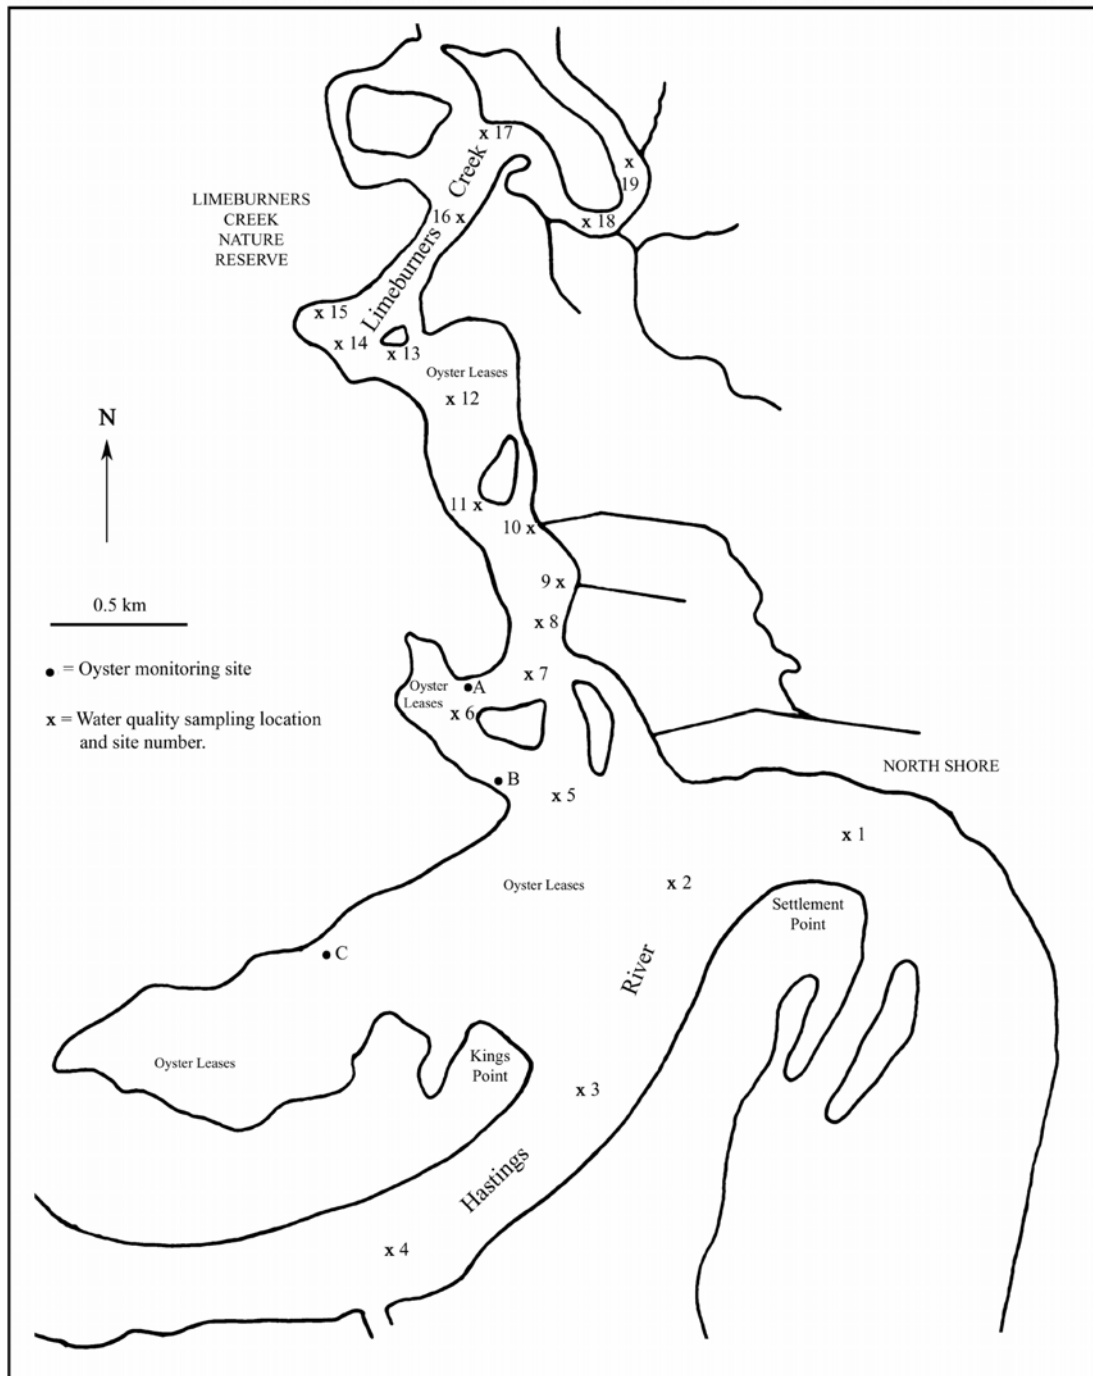 x 17
Creek
x
19
LIMEBURNERS
CREEK
NATURE
RESERVE
16 x
x 18
Limeburners
x 15
x 14
x 13
Oyster Leases
x 12
N
11 x
10 x
9 x
0.5 km
x 8
● = Oyster monitoring site
x 7
Oyster
Leases
● A
x 6
x = Water quality sampling location
and site number.
NORTH SHORE
● B
x 5
x 1
Oyster Leases
x 2
Settlement
Point
● C
River
Oyster Leases
Kings
Point
x 3
Hastings
x 4